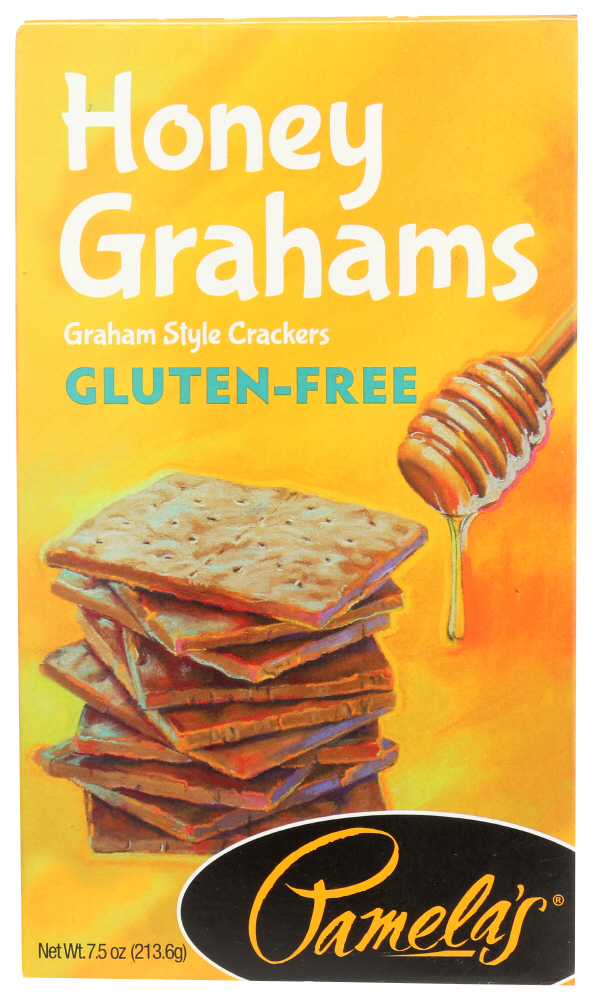 Honey
Grahams
Graham Style Crackers
GLUTEN-FREE
Net Wt. 7.5 oz (213.6g)
Pamela's®